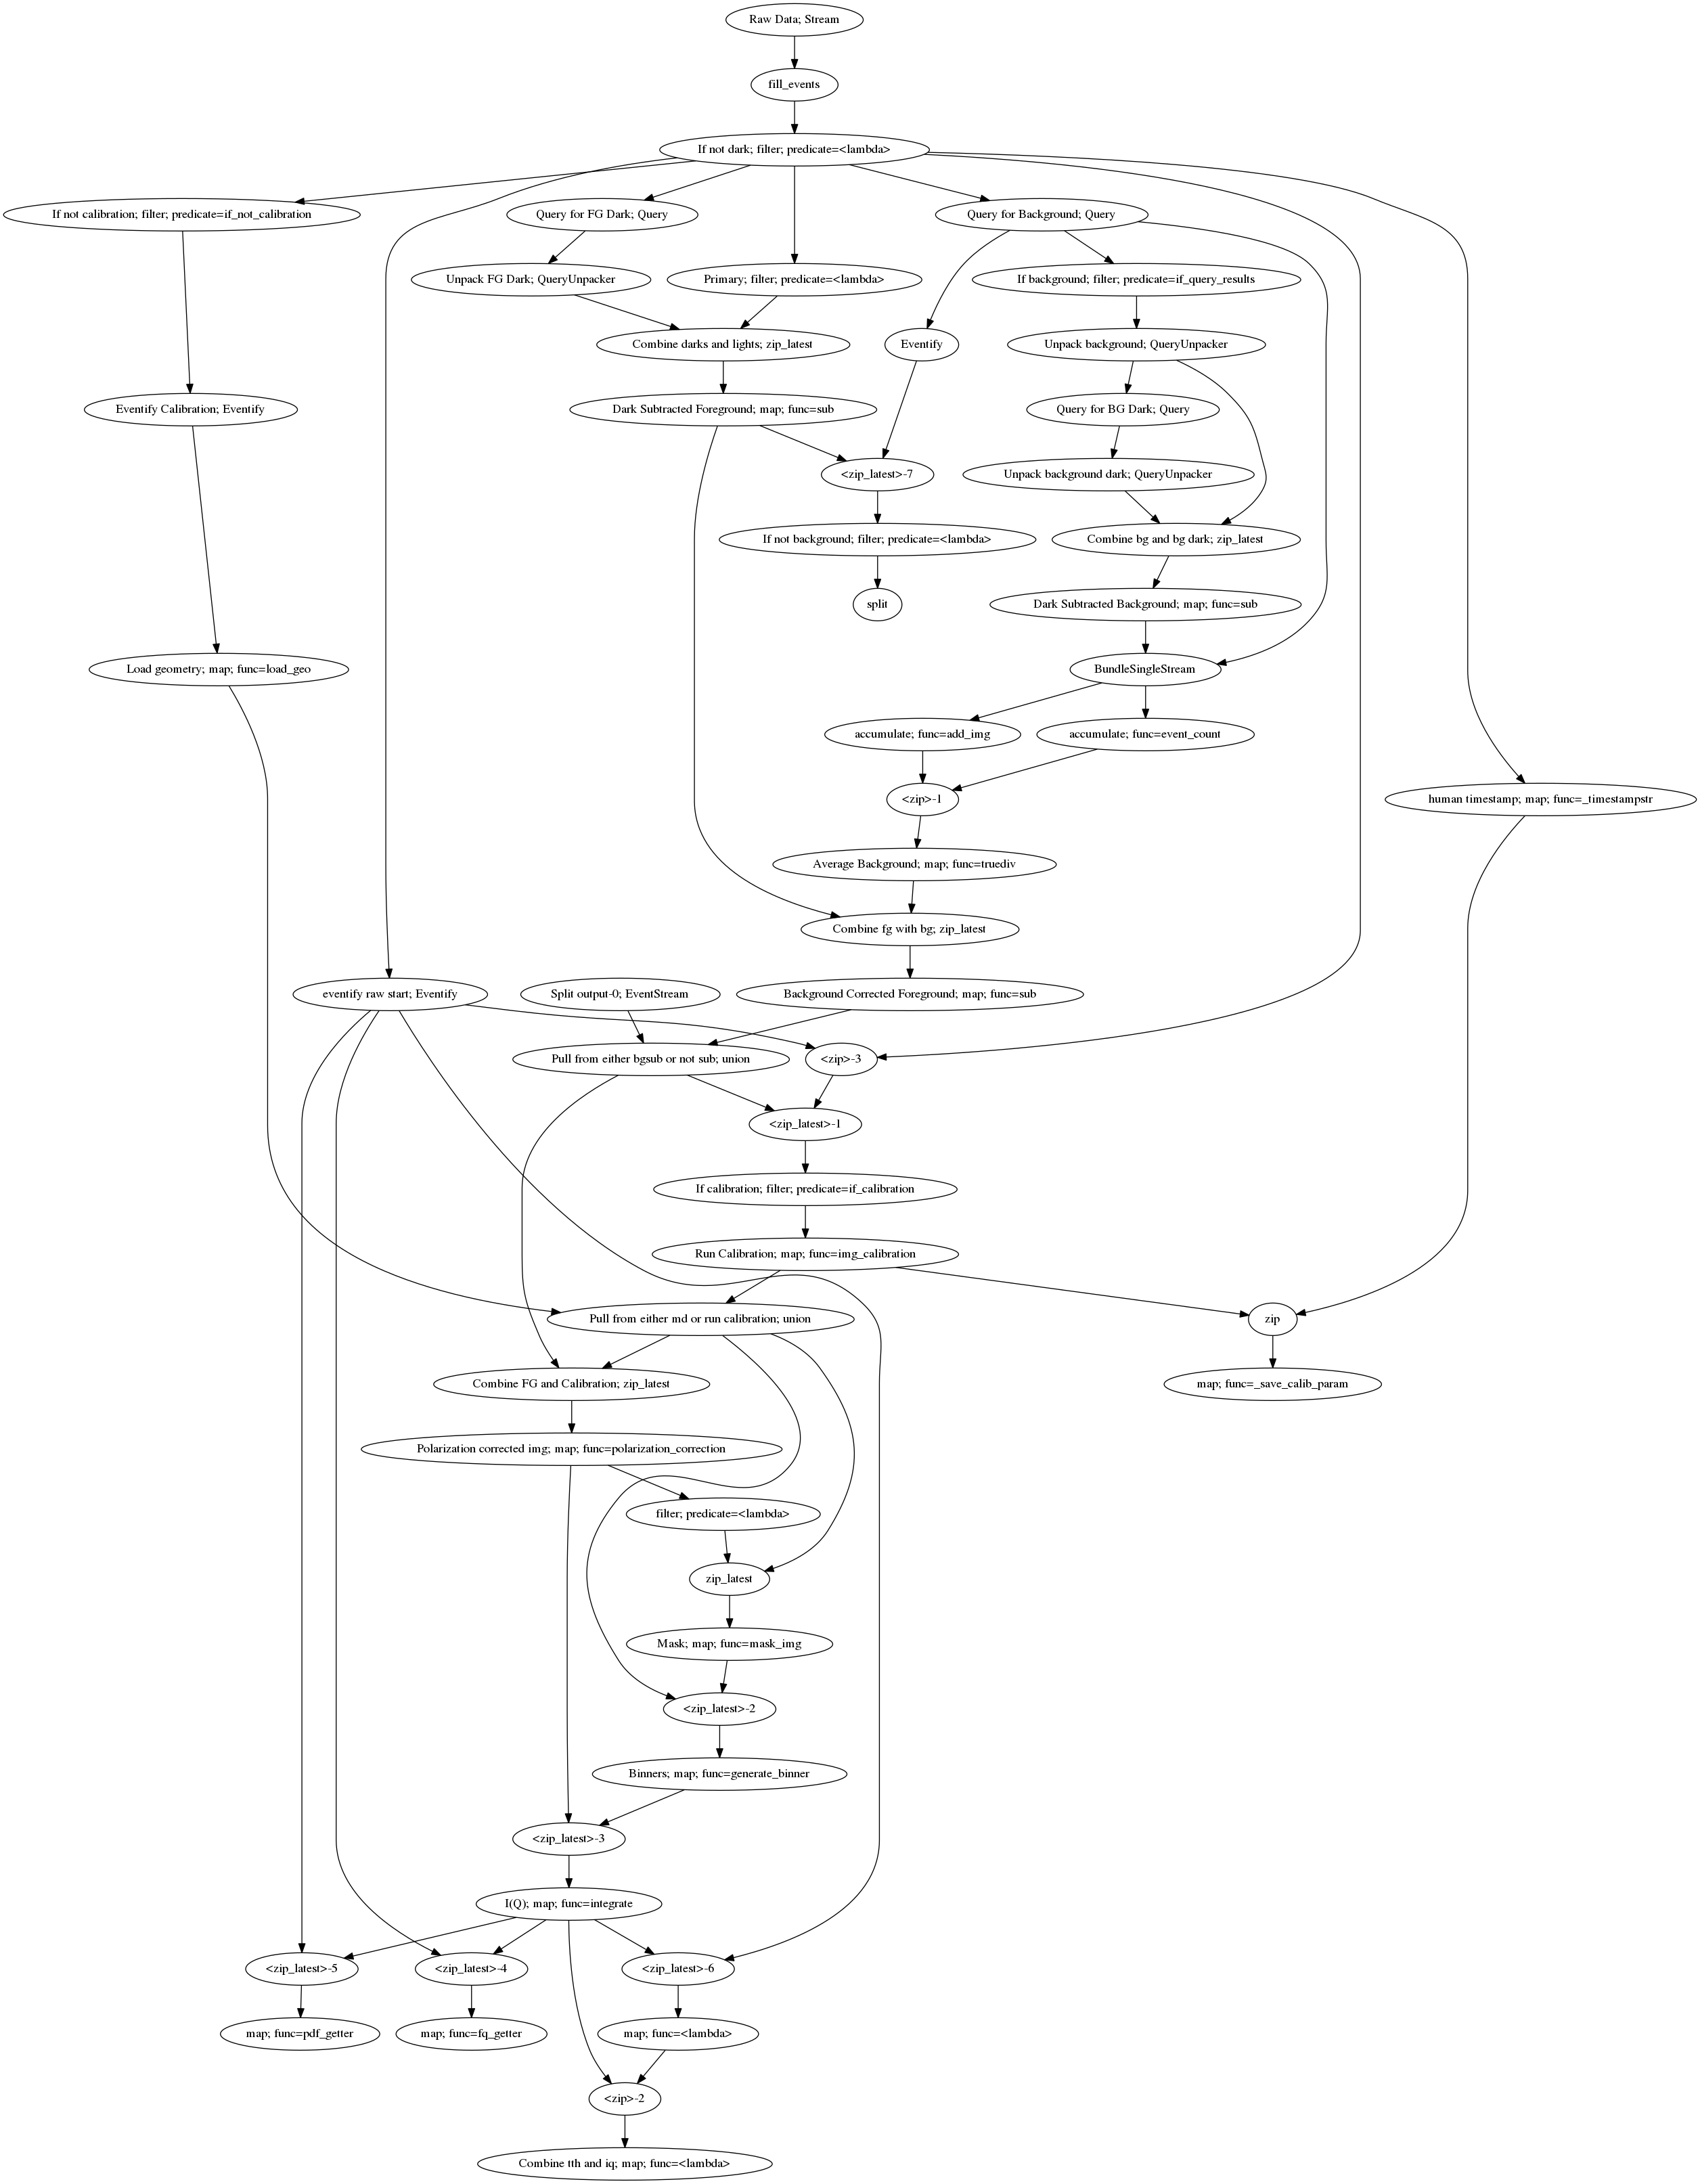 Raw Data; Stream
fill_events
If not dark; filter; predicate=<lambda>
If not calibration; filter; predicate=if_not_calibration
Query for FG Dark; Query
Query for Background; Query
Unpack FG Dark; QueryUnpacker
Primary; filter; predicate=<lambda>
If background; filter; predicate=if_query_results
Combine darks and lights; zip_latest
Eventify
Unpack background; QueryUnpacker
Eventify Calibration; Eventify
Dark Subtracted Foreground; map; func=sub
Query for BG Dark; Query
<zip_latest>-7
Unpack background dark; QueryUnpacker
If not background; filter; predicate=<lambda>
Combine bg and bg dark; zip_latest
split
Dark Subtracted Background; map; func=sub
Load geometry; map; func=load_geo
BundleSingleStream
accumulate; func=add_img
accumulate; func=event_count
<zip>-1
human timestamp; map; func=_timestampstr
Average Background; map; func=truediv
Combine fg with bg; zip_latest
eventify raw start; Eventify
Split output-0; EventStream
Background Corrected Foreground; map; func=sub
Pull from either bgsub or not sub; union
<zip>-3
<zip_latest>-1
If calibration; filter; predicate=if_calibration
Run Calibration; map; func=img_calibration
Pull from either md or run calibration; union
zip
Combine FG and Calibration; zip_latest
map; func=_save_calib_param
Polarization corrected img; map; func=polarization_correction
filter; predicate=<lambda>
zip_latest
Mask; map; func=mask_img
<zip_latest>-2
Binners; map; func=generate_binner
<zip_latest>-3
I(Q); map; func=integrate
<zip_latest>-5
<zip_latest>-4
<zip_latest>-6
map; func=pdf_getter
map; func=fq_getter
map; func=<lambda>
<zip>-2
Combine tth and iq; map; func=<lambda>